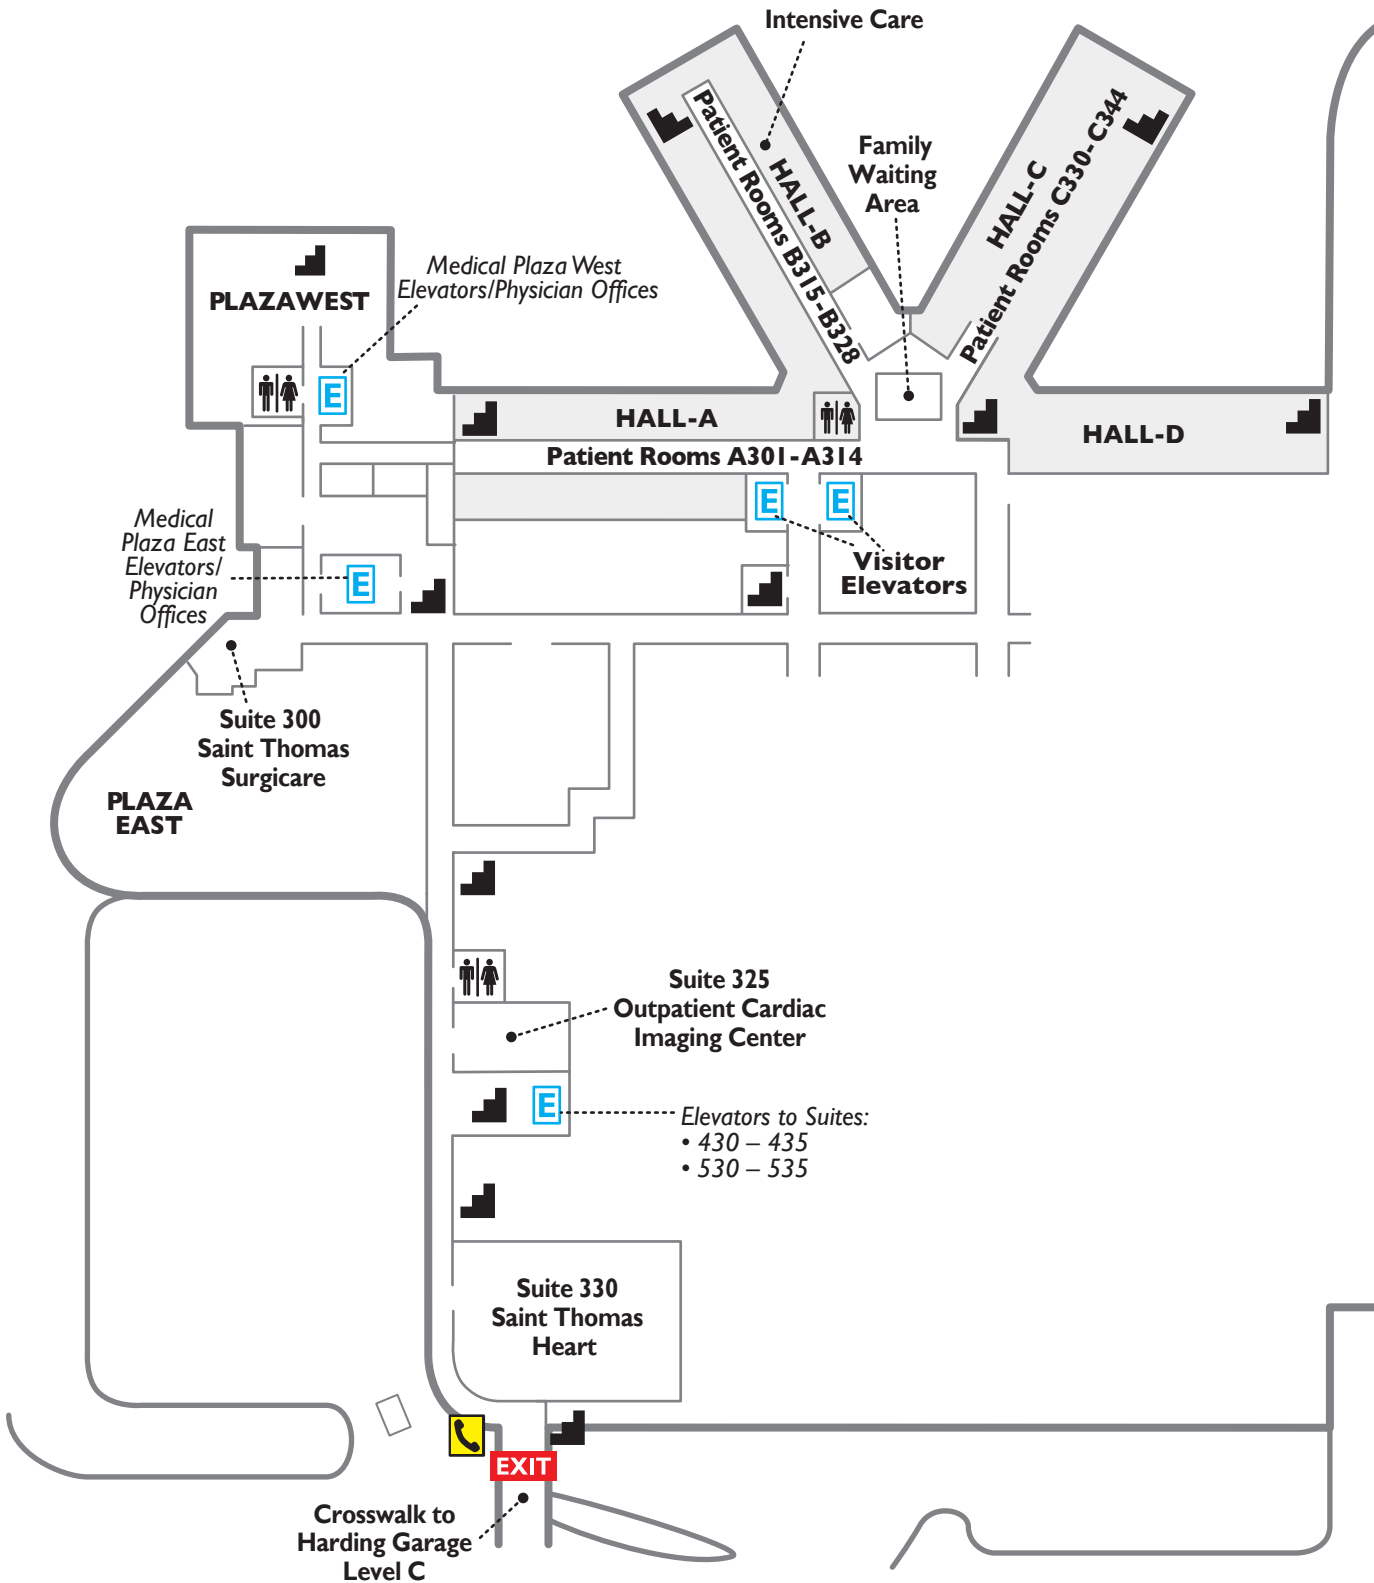 Intensive Care
Family
Waiting
Area
Patient Rooms B315-B328
HALL-B
HALL-C
Patient Rooms C330-C344
Medical Plaza West
Elevators/Physician Offices
PLAZA WEST
E
HALL-A
HALL-D
Patient Rooms A301-A314
E
E
Visitor
Elevators
Medical
Plaza East
Elevators/
Physician
Offices
E
Suite 300
Saint Thomas
Surgicare
PLAZA
EAST
Suite 325
Outpatient Cardiac
Imaging Center
E
Elevators to Suites:
• 430 – 435
• 530 – 535
Suite 330
Saint Thomas
Heart
EXIT
Crosswalk to
Harding Garage
Level C